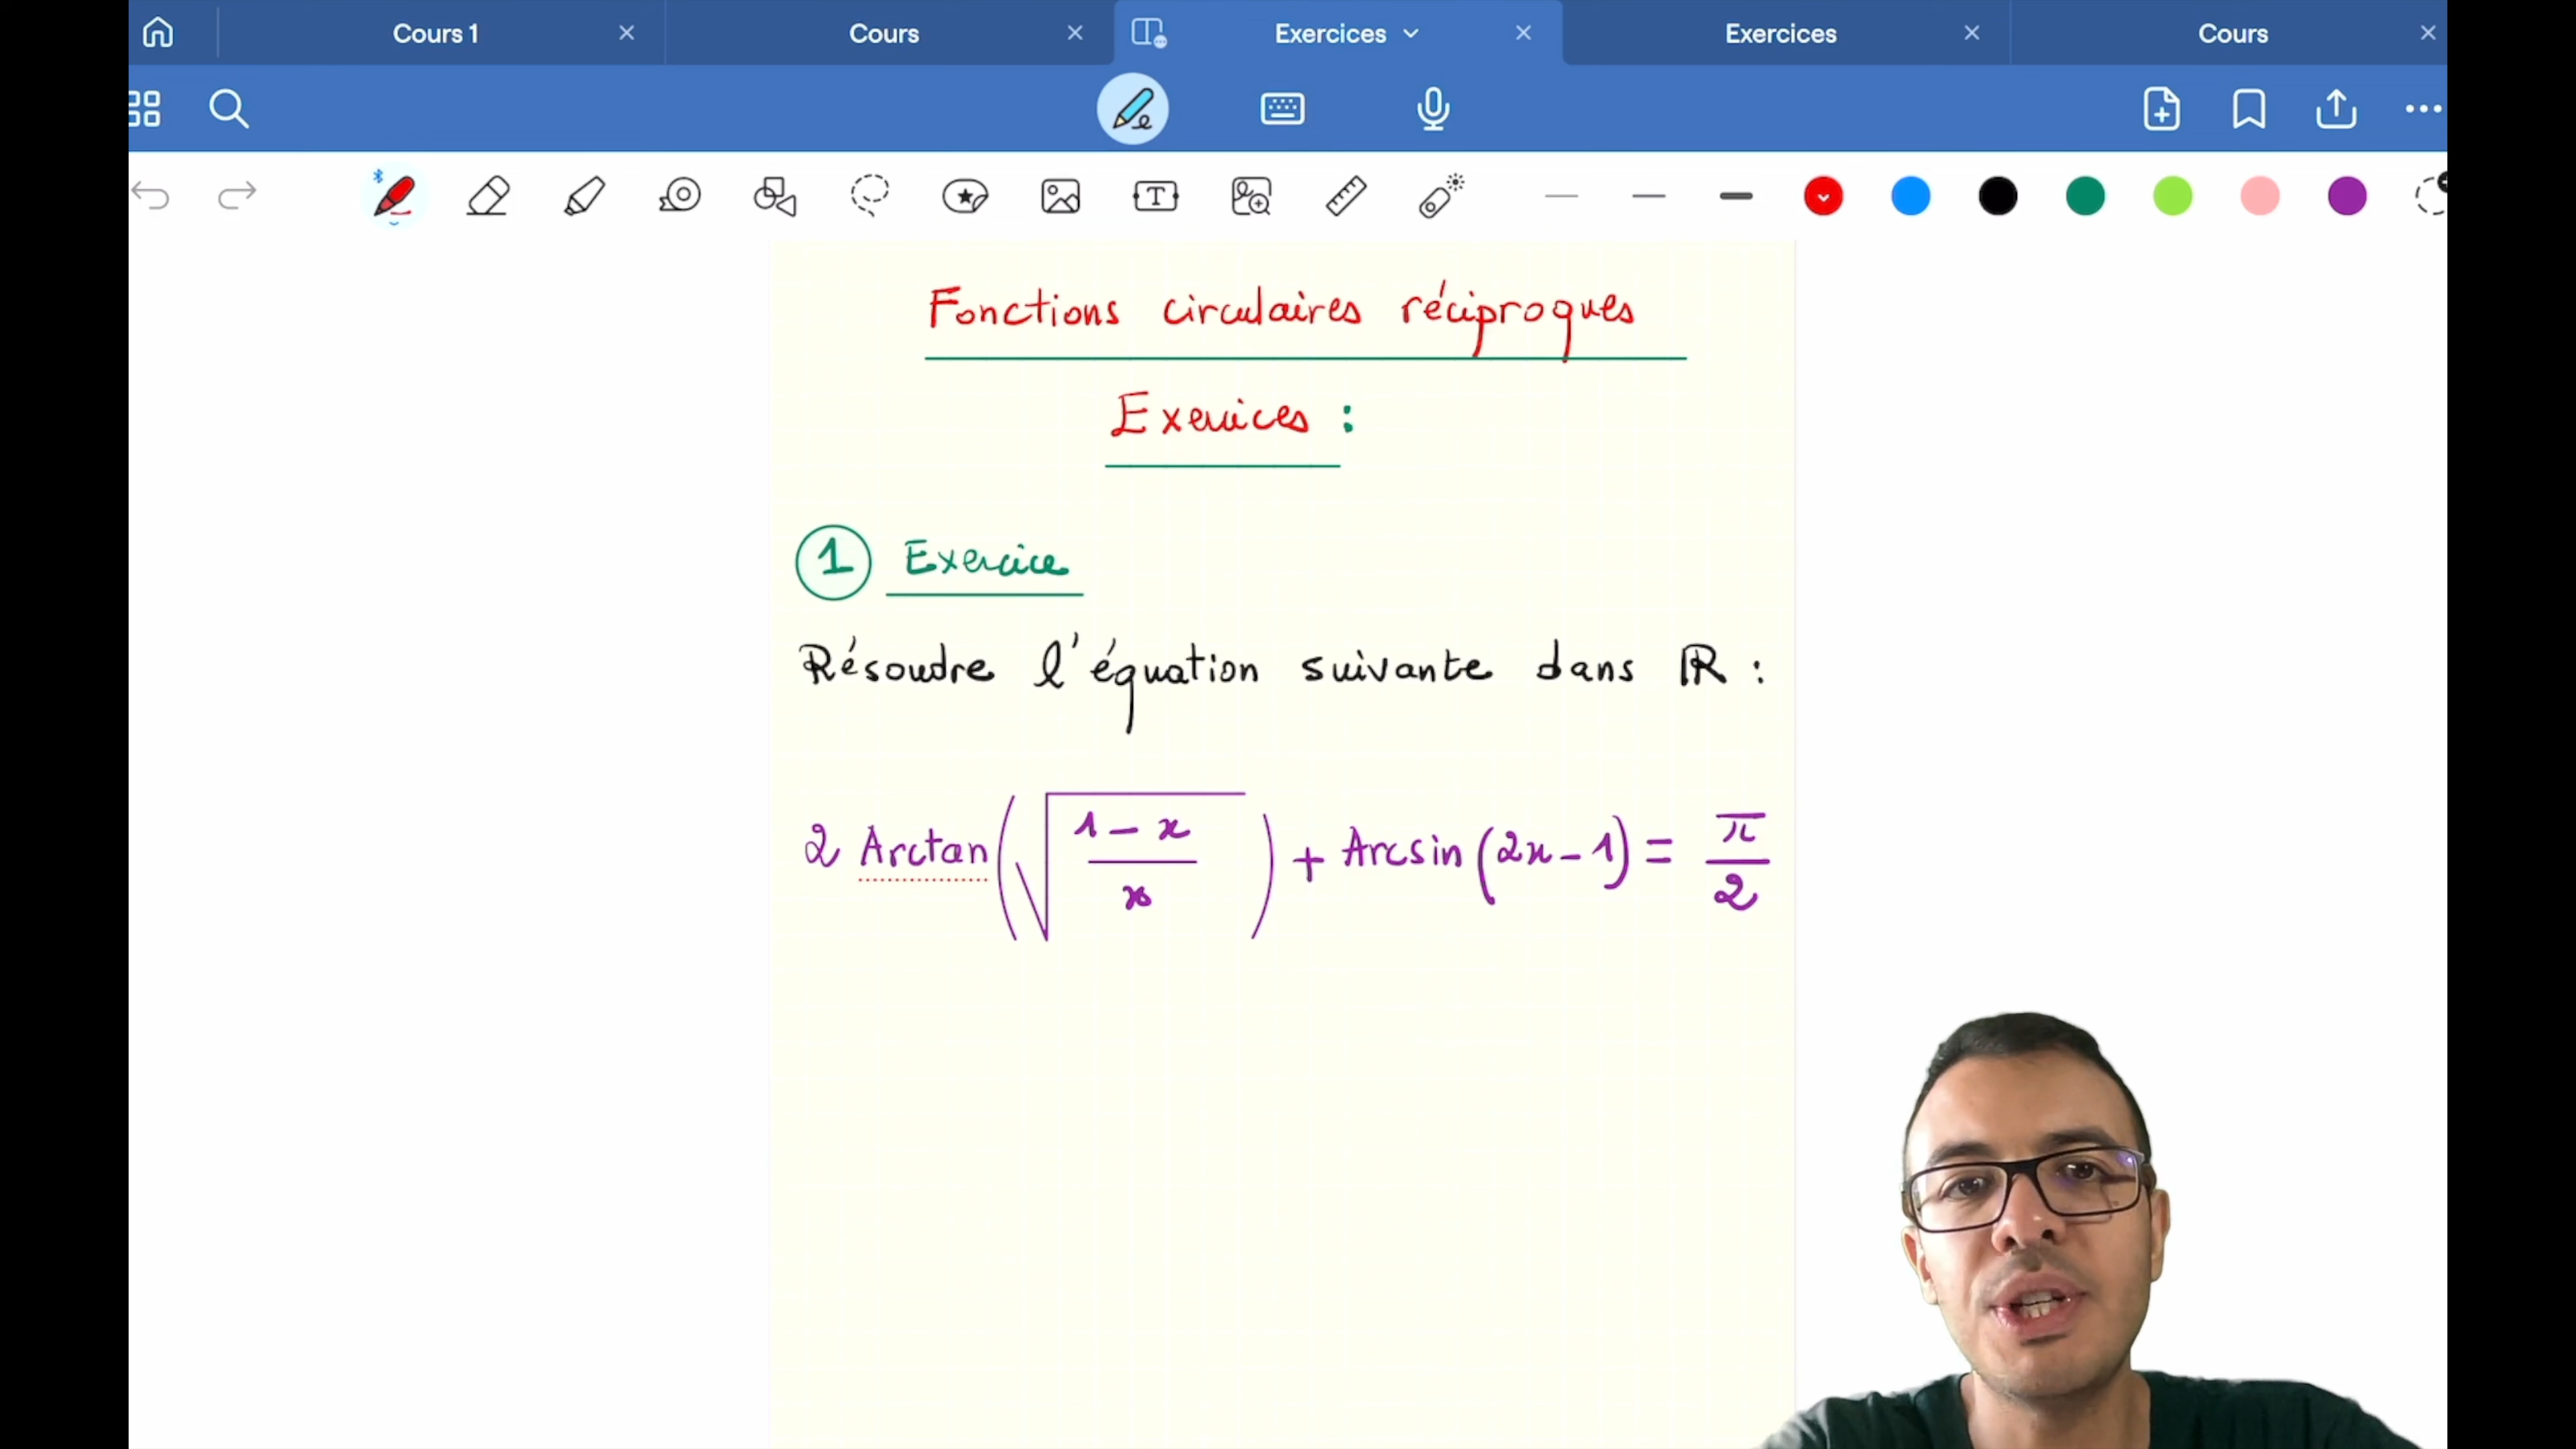 Cours 1
Cours
Exercices
Exercices
Cours
Fonctions circulaires réciproques
Exercices :
1 Exercice
Résoudre l'équation suivante dans ℝ :
2 Arctan(√((1-x)/x)) + Arcsin(2x-1) = π/2